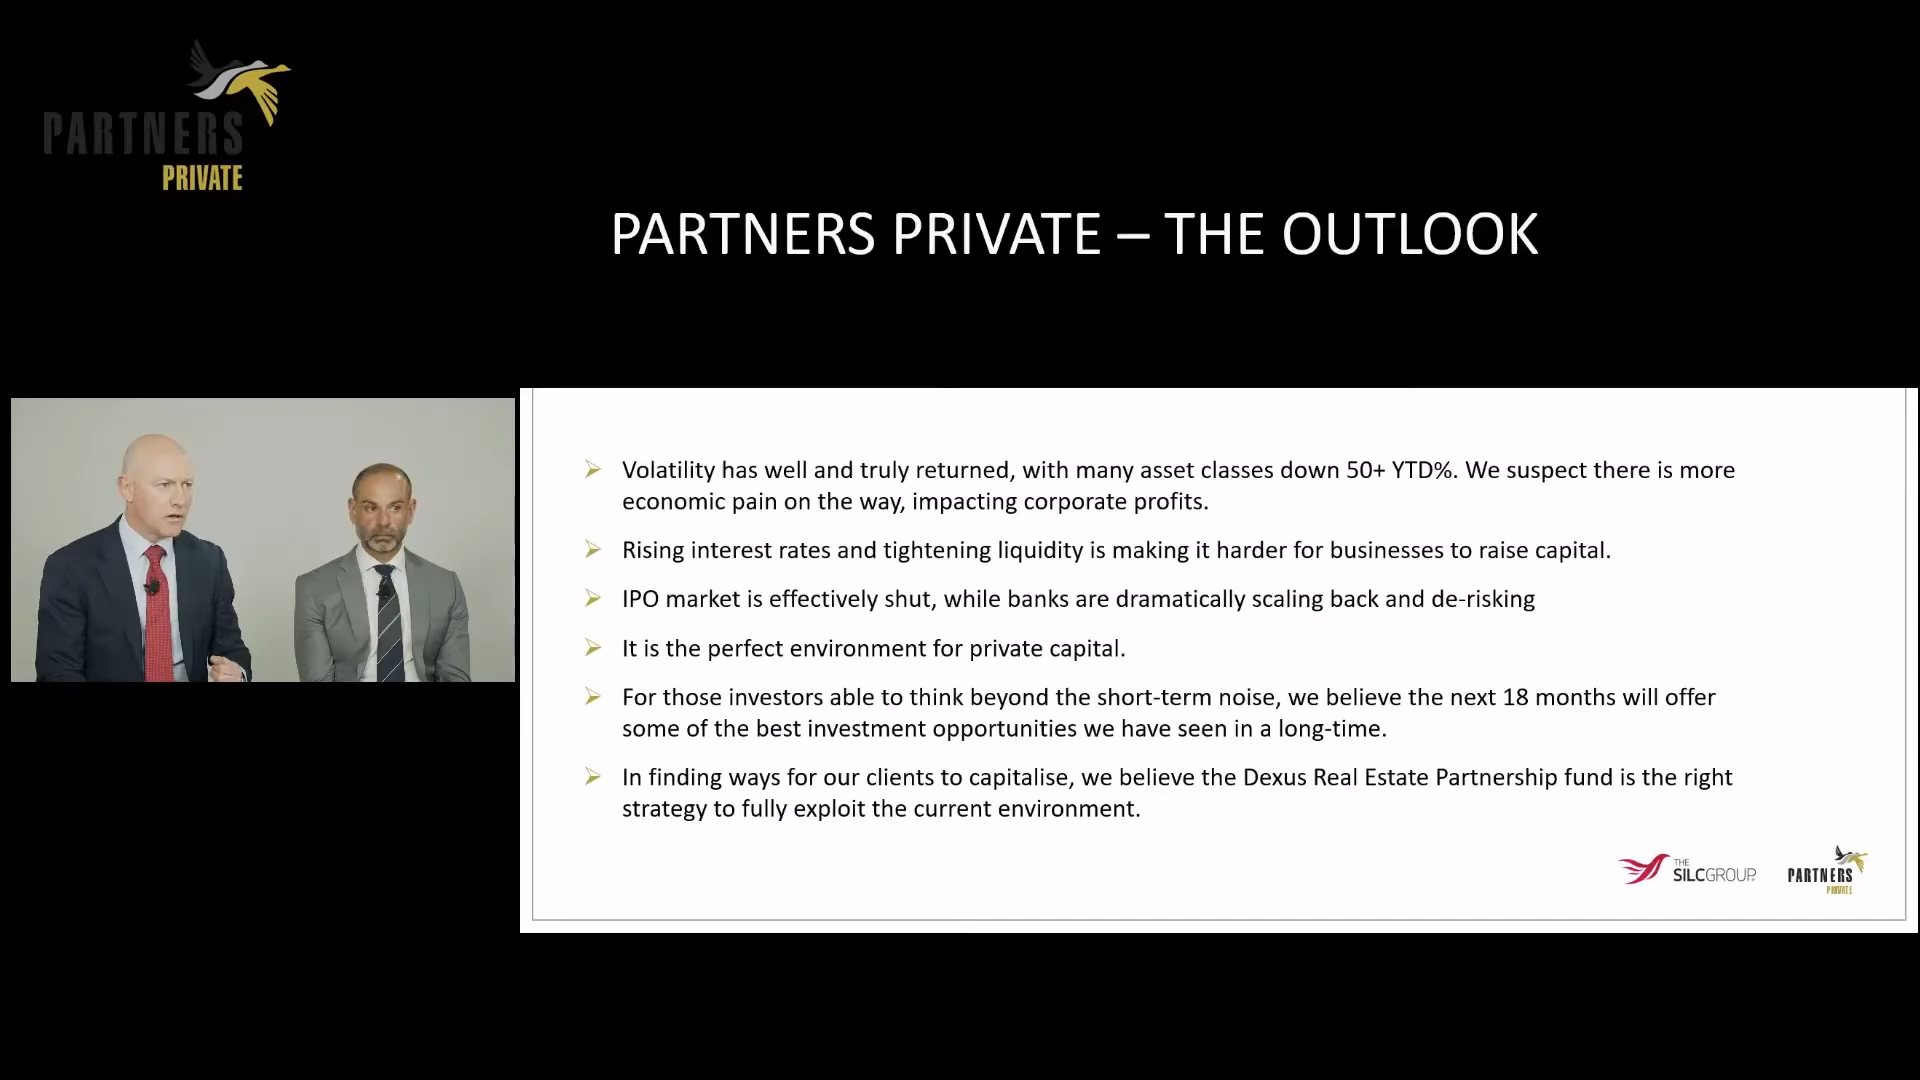 PARTNERS
PRIVATE
PARTNERS PRIVATE – THE OUTLOOK
Volatility has well and truly returned, with many asset classes down 50+ YTD%. We suspect there is more
economic pain on the way, impacting corporate profits.
Rising interest rates and tightening liquidity is making it harder for businesses to raise capital.
IPO market is effectively shut, while banks are dramatically scaling back and de-risking
It is the perfect environment for private capital.
For those investors able to think beyond the short-term noise, we believe the next 18 months will offer
some of the best investment opportunities we have seen in a long-time.
In finding ways for our clients to capitalise, we believe the Dexus Real Estate Partnership fund is the right
strategy to fully exploit the current environment.
THE
SILCGROUP
PARTNERS
PRIVATE